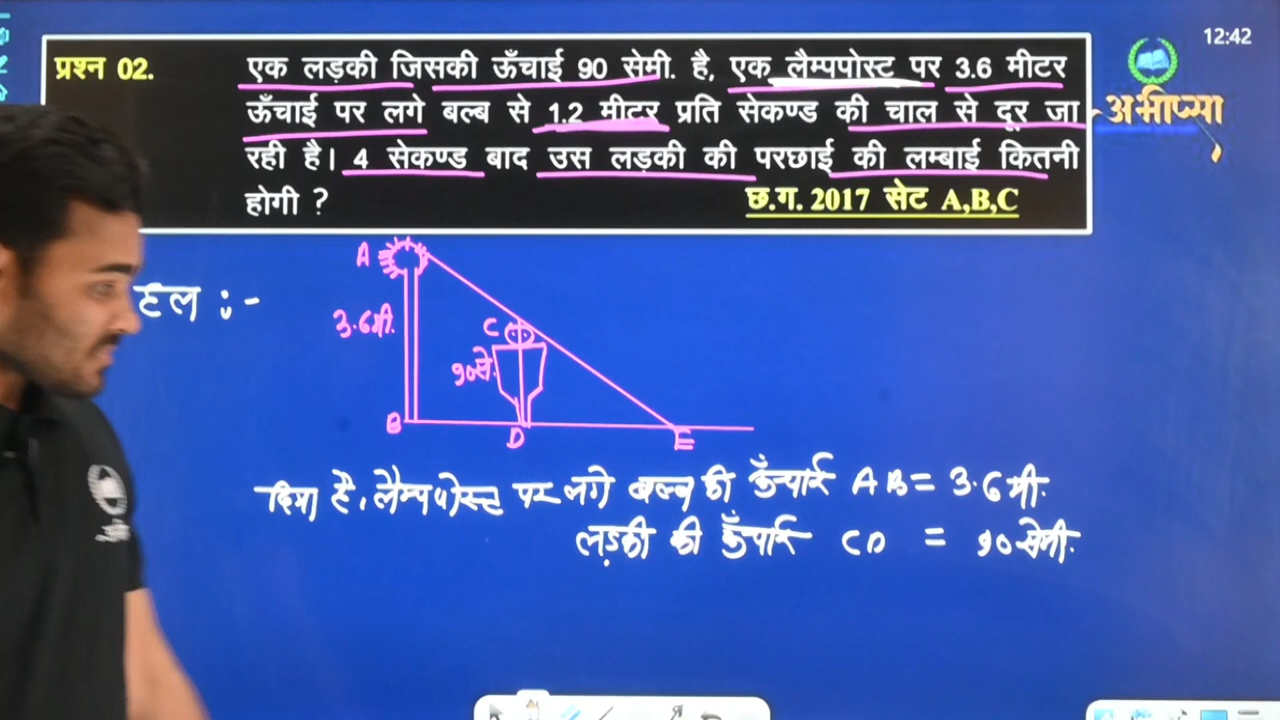 12:42
प्रश्न 02.
एक लड़की जिसकी ऊँचाई 90 सेमी. है, एक लैम्पपोस्ट पर 3.6 मीटर
ऊँचाई पर लगे बल्ब से 1.2 मीटर प्रति सेकण्ड की चाल से दूर जा
रही है। 4 सेकण्ड बाद उस लड़की की परछाई की लम्बाई कितनी
होगी ?
छ.ग. 2017 सेट A,B,C
अभीप्सा
हल :-
A
3.6मी.
C
90से.
B
D
E
दिया है, लैम्पपोस्ट पर लगे बल्ब की ऊँचाई AB = 3.6 मी.
लड़की की ऊँचाई CD = 90 सेमी.